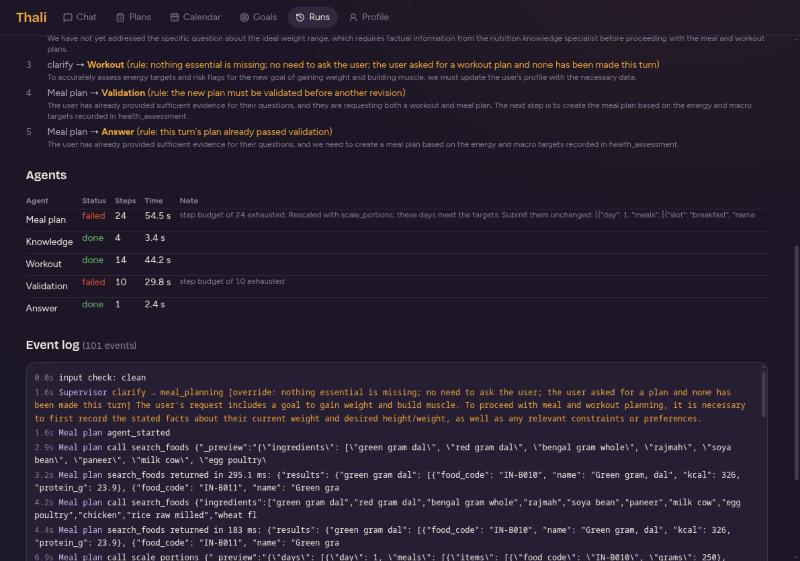 Thali
Chat
Plans
Calendar
Goals
Runs
Profile
We have not yet addressed the specific question about the ideal weight range, which requires factual information from the nutrition knowledge specialist before proceeding with the meal and workout
plans.
3 clarify → Workout (rule: nothing essential is missing; no need to ask the user; the user asked for a workout plan and none has been made this turn)
To accurately assess energy targets and risk flags for the new goal of gaining weight and building muscle, we must update the user's profile with the necessary data.
4 Meal plan → Validation (rule: the new plan must be validated before another revision)
The user has already provided sufficient evidence for their questions, and they are requesting both a workout and meal plan. The next step is to create the meal plan based on the energy and macro
targets recorded in health_assessment.
5 Meal plan → Answer (rule: this turn's plan already passed validation)
The user has already provided sufficient evidence for their questions, and we need to create a meal plan based on the energy and macro targets recorded in health_assessment.
Agents
Agent Status Steps Time Note
Meal plan failed 24 54.5 s step budget of 24 exhausted; Rescaled with scale_portions; these days meet the targets. Submit them unchanged: [{"day": 1, "meals": [{"slot": "breakfast", "name
Knowledge done 4 3.4 s
Workout done 14 44.2 s
Validation failed 10 29.8 s step budget of 10 exhausted
Answer done 1 2.4 s
Event log (101 events)
0.0s input check: clean
1.6s Supervisor clarify → meal_planning [override: nothing essential is missing; no need to ask the user; the user asked for a plan and none has
been made this turn] The user's request includes a goal to gain weight and build muscle. To proceed with meal and workout planning, it is necessary
to first record the stated facts about their current weight and desired height/weight, as well as any relevant constraints or preferences.
1.6s Meal plan agent_started
2.9s Meal plan call search_foods {"_preview":"{\"ingredients\": [\"green gram dal\", \"red gram dal\", \"bengal gram whole\", \"rajmah\", \"soya
bean\", \"paneer\", \"milk cow\", \"egg poultry\
3.2s Meal plan search_foods returned in 295.1 ms: {"results": {"green gram dal": [{"food_code": "IN-B010", "name": "Green gram, dal", "kcal": 326,
"protein_g": 23.9}, {"food_code": "IN-B011", "name": "Green gra
4.2s Meal plan call search_foods {"ingredients":["green gram dal","red gram dal","bengal gram whole","rajmah","soya bean","paneer","milk cow","egg
poultry","chicken","rice raw milled","wheat fl
4.4s Meal plan search_foods returned in 183 ms: {"results": {"green gram dal": [{"food_code": "IN-B010", "name": "Green gram, dal", "kcal": 326,
"protein_g": 23.9}, {"food_code": "IN-B011", "name": "Green gra
6.9s Meal plan call scale_portions {"_preview":"{\"days\": [{\"day\": 1, \"meals\": [{\"items\": [{\"food_code\": \"IN-B010\", \"grams\": 250},